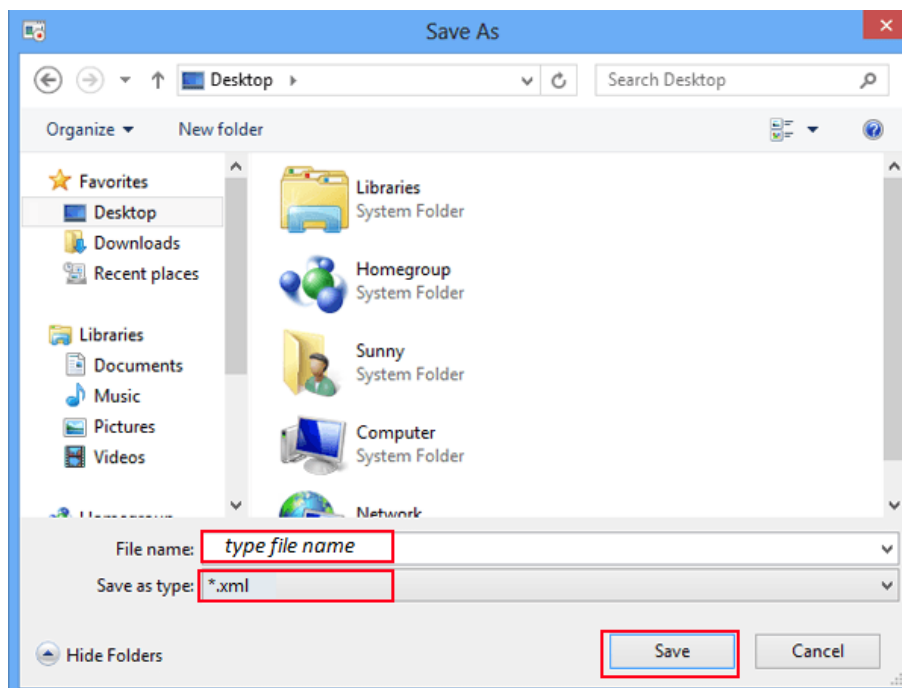 Save As
Desktop
Search Desktop
Organize
New folder
Favorites
Desktop
Downloads
Recent places
Libraries
Documents
Music
Pictures
Videos
Homegroup
Libraries
System Folder
Homegroup
System Folder
Sunny
System Folder
Computer
System Folder
Network
File name: type file name
Save as type: *.xml
Hide Folders
Save
Cancel